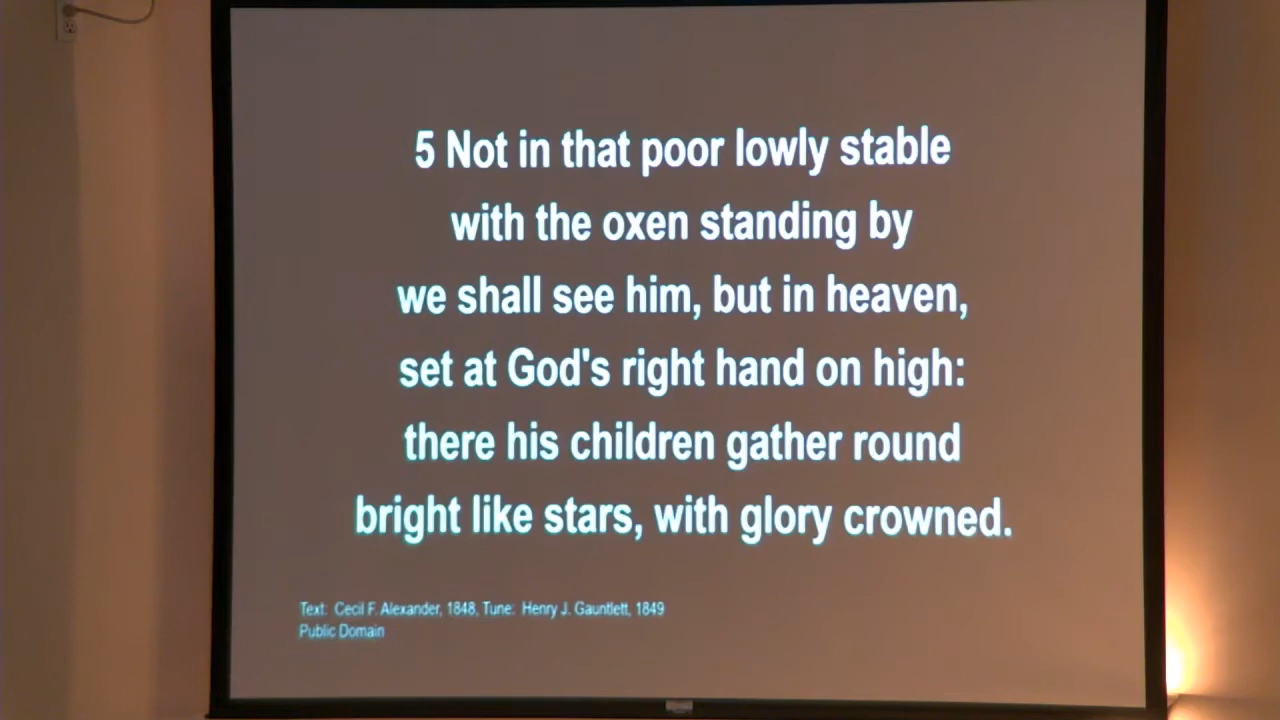 5 Not in that poor lowly stable
with the oxen standing by
we shall see him, but in heaven,
set at God's right hand on high:
there his children gather round
bright like stars, with glory crowned.
Text: Cecil F. Alexander, 1848, Tune: Henry J. Gauntlett, 1849
Public Domain